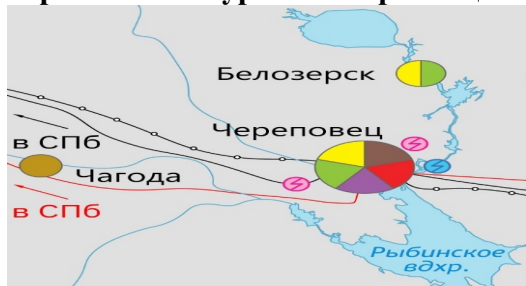 Белозерск
Череповец
в СПб
Чагода
в СПб
Рыбинское
вдхр.